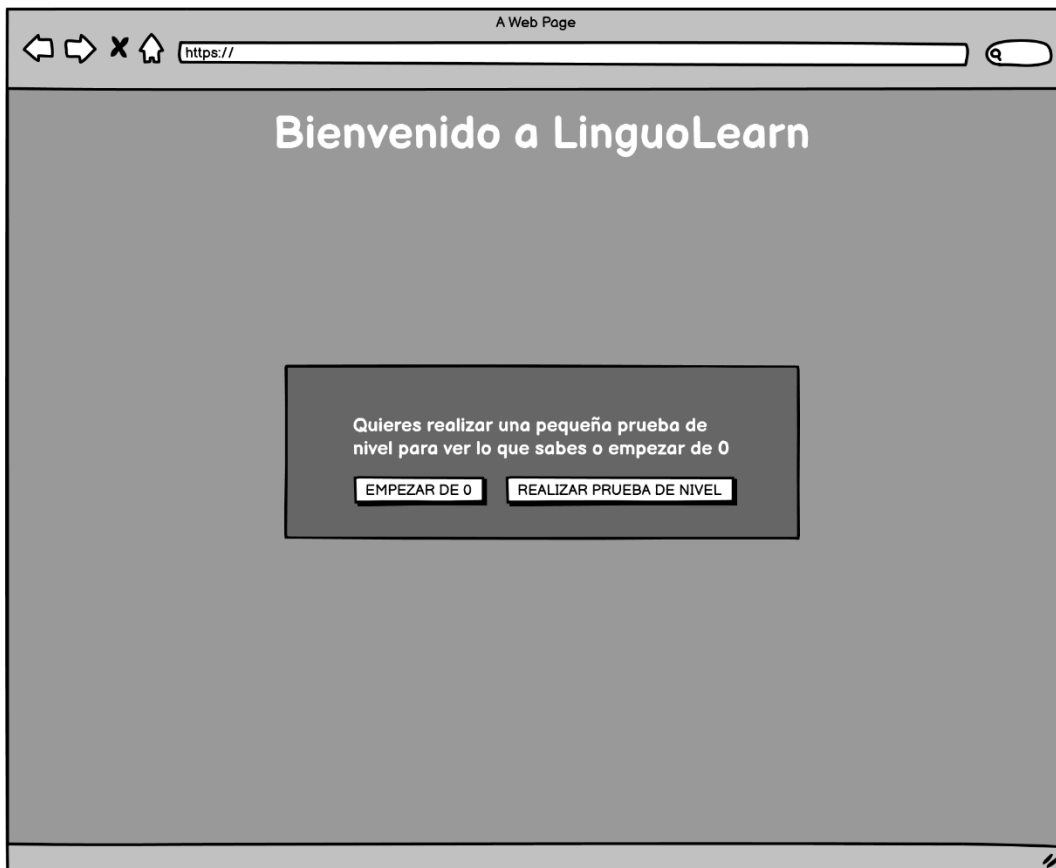 A Web Page
https://
Bienvenido a LinguoLearn
Quieres realizar una pequeña prueba de
nivel para ver lo que sabes o empezar de 0
EMPEZAR DE 0
REALIZAR PRUEBA DE NIVEL